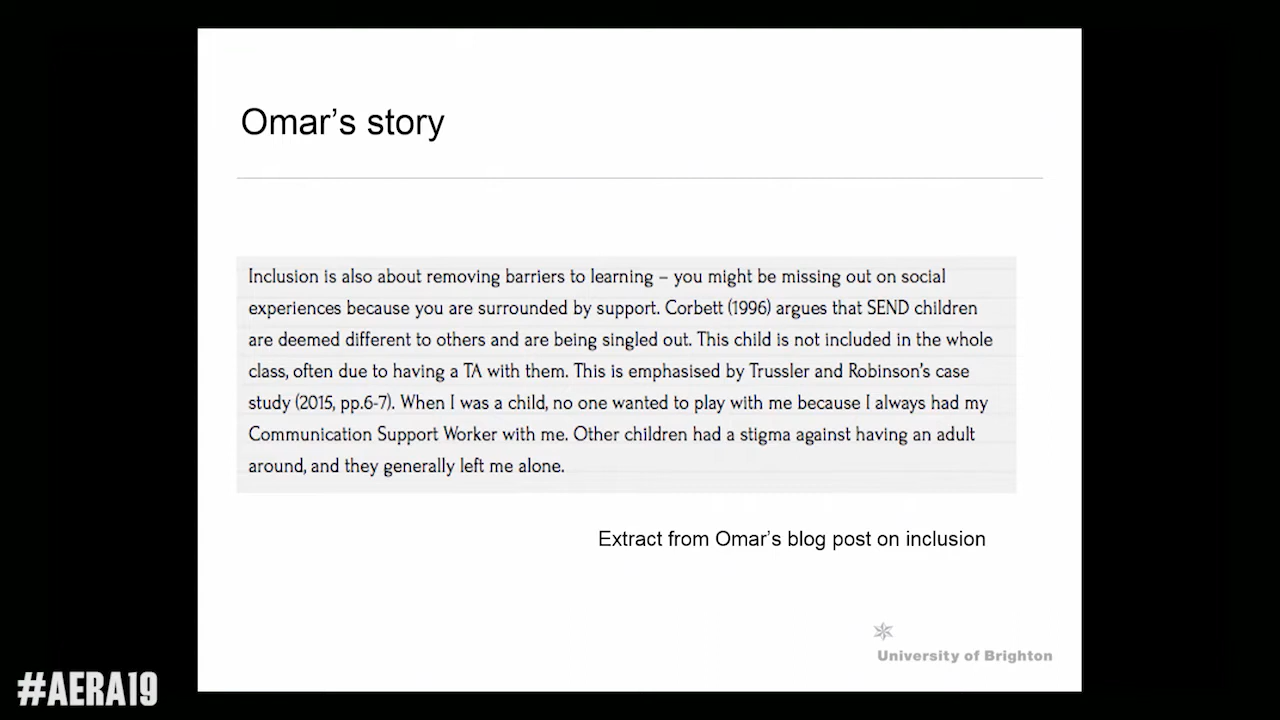 Omar's story
Inclusion is also about removing barriers to learning – you might be missing out on social
experiences because you are surrounded by support. Corbett (1996) argues that SEND children
are deemed different to others and are being singled out. This child is not included in the whole
class, often due to having a TA with them. This is emphasised by Trussler and Robinson's case
study (2015, pp.6-7). When I was a child, no one wanted to play with me because I always had my
Communication Support Worker with me. Other children had a stigma against having an adult
around, and they generally left me alone.
Extract from Omar's blog post on inclusion
University of Brighton
#AERA19